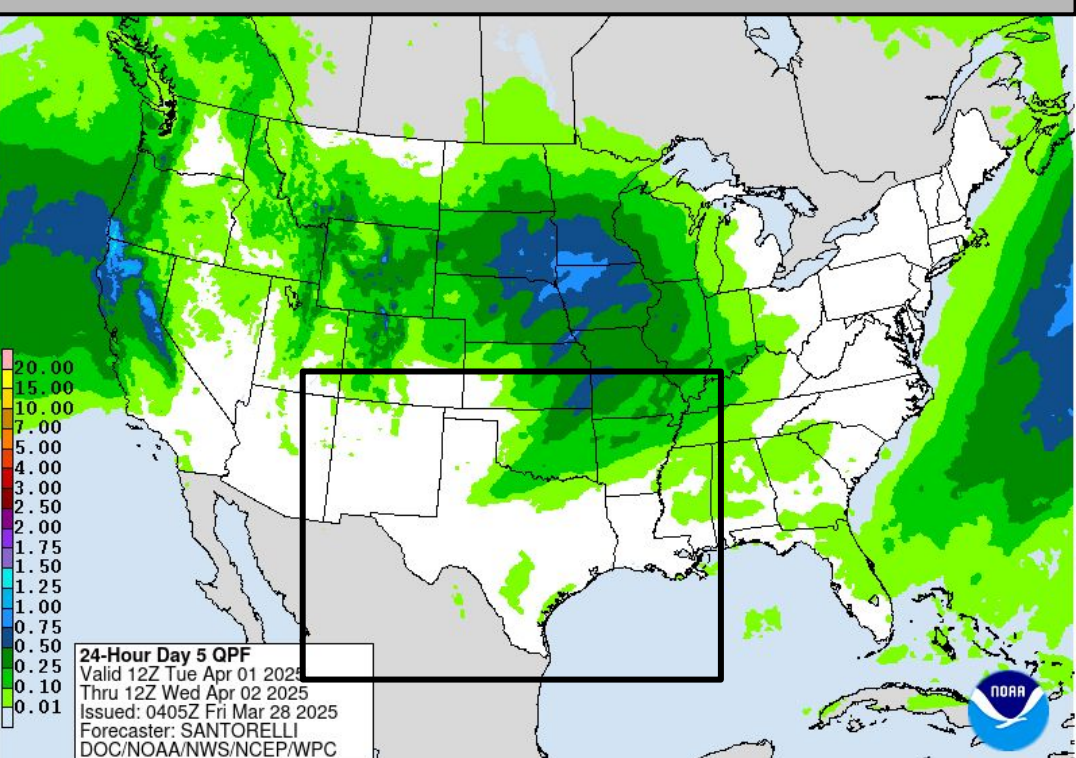 20.00
15.00
10.00
7.00
5.00
4.00
3.00
2.50
2.00
1.75
1.50
1.25
1.00
0.75
0.50
0.25
0.10
0.01
24-Hour Day 5 QPF
Valid 12Z Tue Apr 01 2025
Thru 12Z Wed Apr 02 2025
Issued: 0405Z Fri Mar 28 2025
Forecaster: SANTORELLI
DOC/NOAA/NWS/NCEP/WPC
NOAA